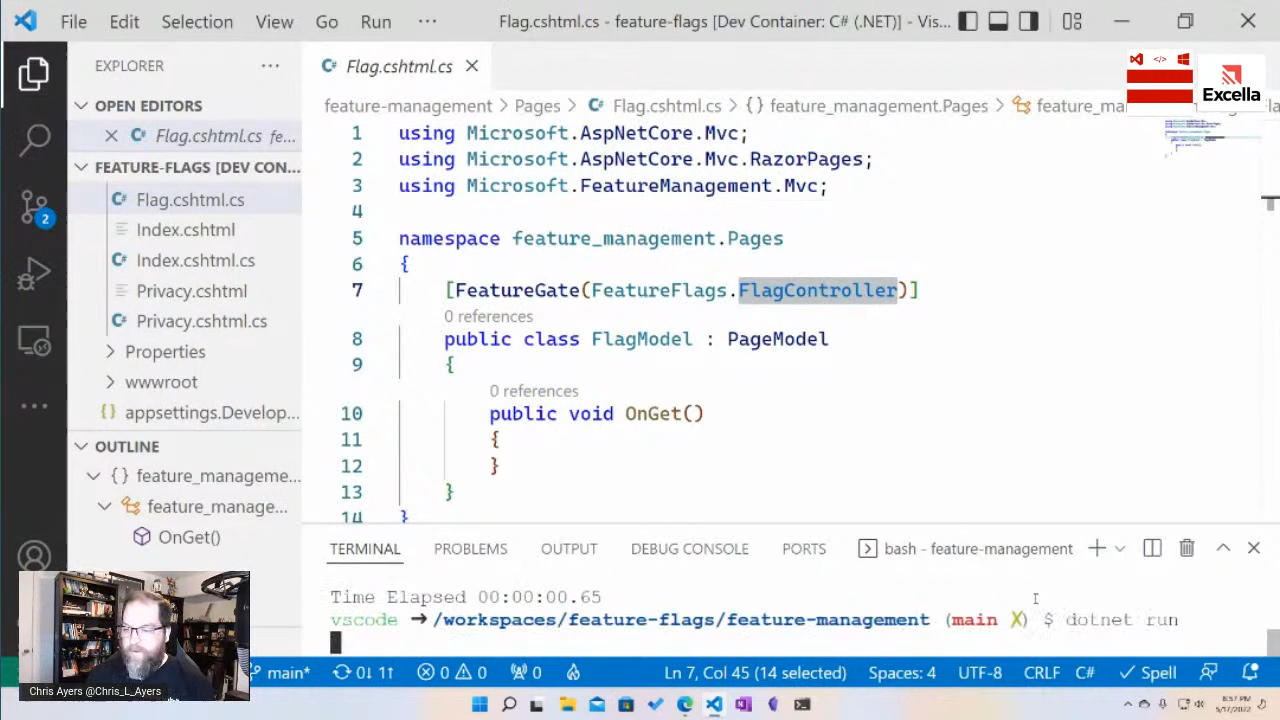 File Edit Selection View Go Run ··· Flag.cshtml.cs - feature-flags [Dev Container: C# (.NET)] - Vis...
EXPLORER ···
Flag.cshtml.cs
Excella
OPEN EDITORS
Flag.cshtml.cs fe...
FEATURE-FLAGS [DEV CON...
Flag.cshtml.cs
Index.cshtml
Index.cshtml.cs
Privacy.cshtml
Privacy.cshtml.cs
Properties
wwwroot
appsettings.Develop...
OUTLINE
feature_manageme...
feature_manage...
OnGet()
feature-management > Pages > Flag.cshtml.cs > {} feature_management.Pages >
1 using Microsoft.AspNetCore.Mvc;
2 using Microsoft.AspNetCore.Mvc.RazorPages;
3 using Microsoft.FeatureManagement.Mvc;
4
5 namespace feature_management.Pages
6 {
7 [FeatureGate(FeatureFlags.FlagController)]
0 references
8 public class FlagModel : PageModel
9 {
0 references
10 public void OnGet()
11 {
12 }
13 }
14 }
TERMINAL PROBLEMS OUTPUT DEBUG CONSOLE PORTS bash - feature-management
Time Elapsed 00:00:00.65
vscode ➜ /workspaces/feature-flags/feature-management (main ✗) $ dotnet run
Chris Ayers @Chris_L_Ayers
main* 0↓ 1↑ 0 0 0 Ln 7, Col 45 (14 selected) Spaces: 4 UTF-8 CRLF C# Spell
8:57 PM
5/17/2022